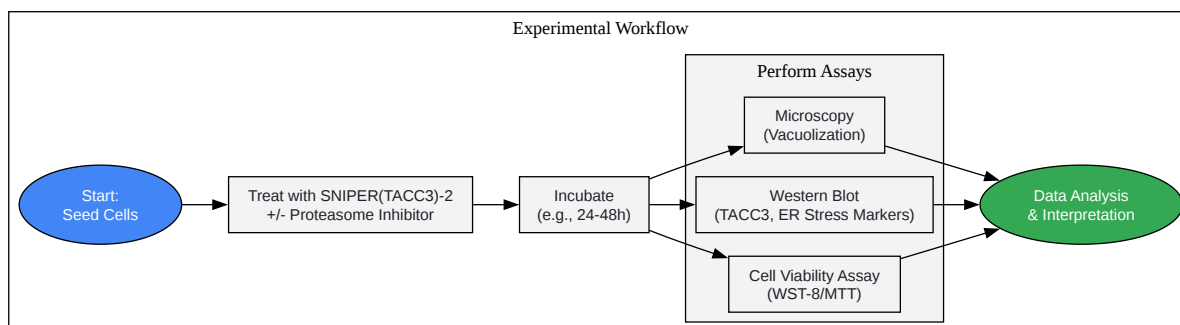 Experimental Workflow
Start:
Seed Cells
Treat with SNIPER(TACC3)-2
+/- Proteasome Inhibitor
Incubate
(e.g., 24-48h)
Perform Assays
Microscopy
(Vacuolization)
Western Blot
(TACC3, ER Stress Markers)
Cell Viability Assay
(WST-8/MTT)
Data Analysis
& Interpretation